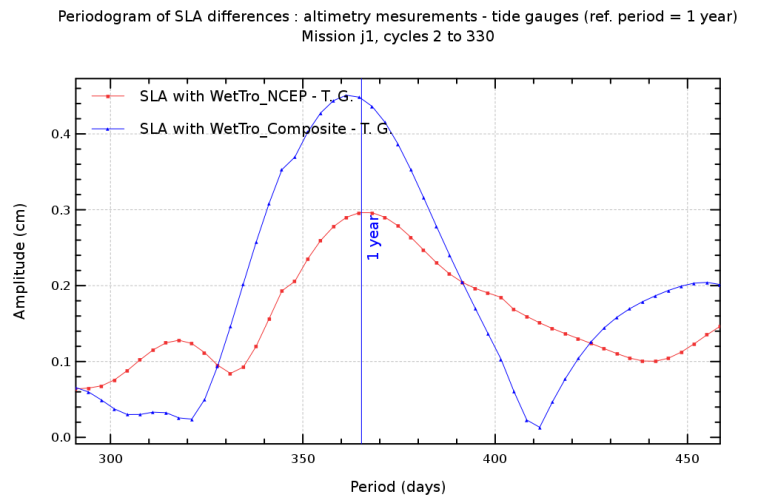 Periodogram of SLA differences : altimetry mesurements - tide gauges (ref. period = 1 year)
Mission j1, cycles 2 to 330
SLA with WetTro_NCEP - T. G.
SLA with WetTro_Composite - T. G.
1 year
Amplitude (cm)
0.4
0.3
0.2
0.1
0.0
300 350 400 450
Period (days)